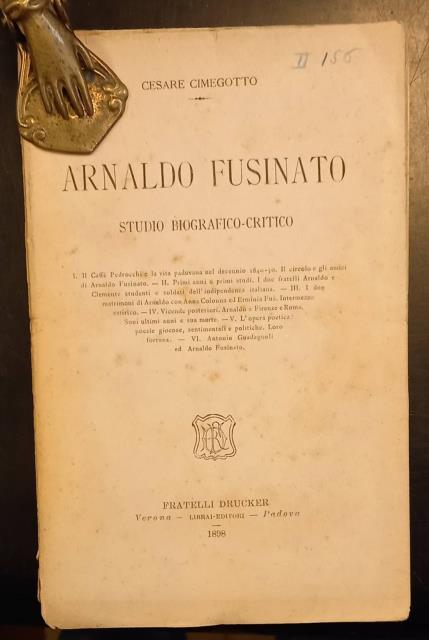 II 156
CESARE CIMEGOTTO
ARNALDO FUSINATO
STUDIO BIOGRAFICO-CRITICO
I. Il Caffè Pedrocchi e la vita padovana nel decennio 1840-50. Il circolo e gli amici
di Arnaldo Fusinato. — II. Primi anni e primi studi. I due fratelli Arnaldo e
Clemente studenti e soldati dell'indipendenza italiana. — III. I due
matrimoni di Arnaldo con Anna Colonna ed Erminia Fuà. Intermezzo
satirico. — IV. Vicende posteriori. Arnaldo a Firenze e Roma.
Suoi ultimi anni e sua morte. — V. L'opera poetica:
poesie giocose, sentimentali e politiche. Loro
fortuna. — VI. Antonio Guadagnoli
ed Arnaldo Fusinato.
FRATELLI DRUCKER
Verona — LIBRAI-EDITORI — Padova
1898